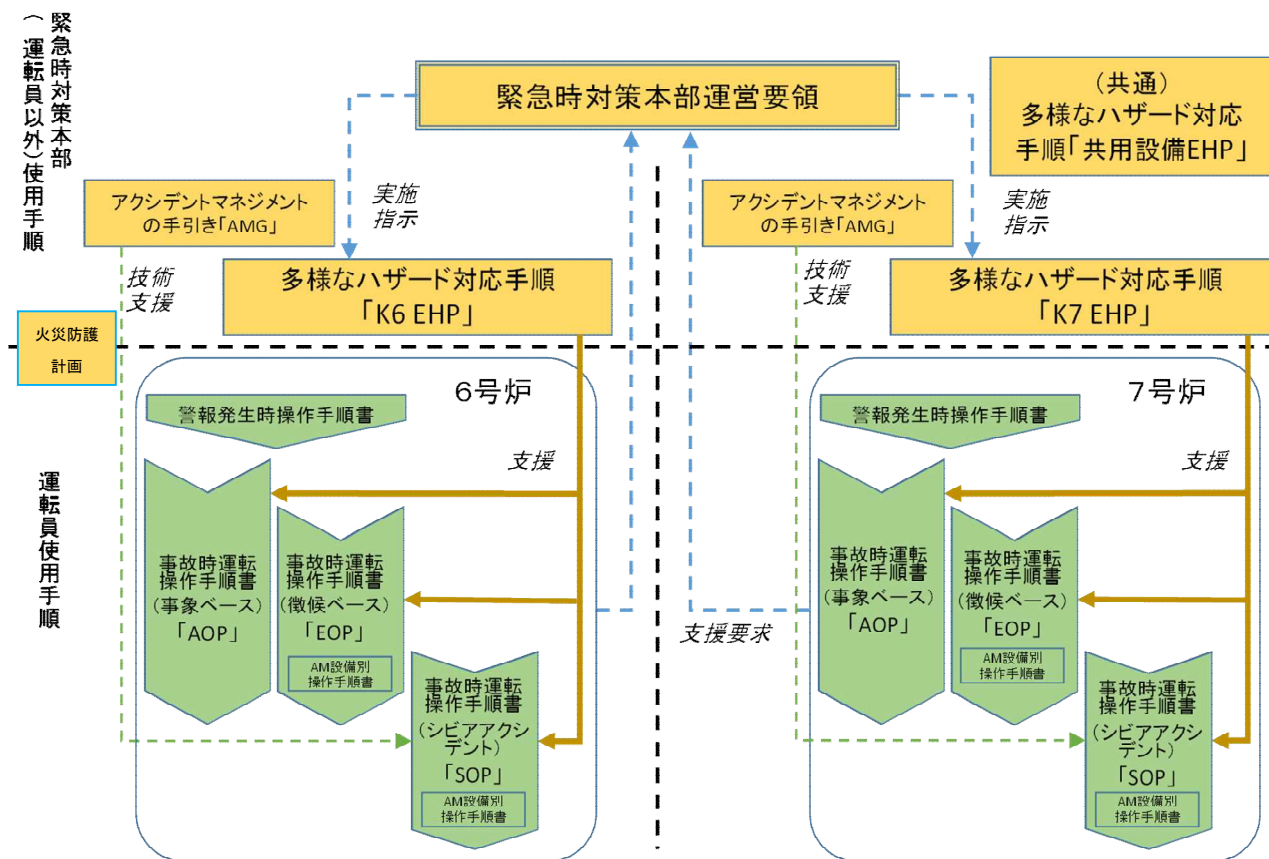 緊急時対策本部
（運転員以外）使用手順
緊急時対策本部運営要領
（共通）
多様なハザード対応
手順「共用設備EHP」
アクシデントマネジメント
の手引き「AMG」
実施
指示
アクシデントマネジメント
の手引き「AMG」
実施
指示
技術
支援
多様なハザード対応手順
「K6 EHP」
技術
支援
多様なハザード対応手順
「K7 EHP」
火災防護
計画
運転員使用手順
6号炉
警報発生時操作手順書
支援
事故時運転
操作手順書
(事象ベース)
「AOP」
事故時運転
操作手順書
(徴候ベース)
「EOP」
AM設備別
操作手順書
事故時運転
操作手順書
(シビアアクシ
デント)
「SOP」
AM設備別
操作手順書
支援要求
7号炉
警報発生時操作手順書
支援
事故時運転
操作手順書
(事象ベース)
「AOP」
事故時運転
操作手順書
(徴候ベース)
「EOP」
AM設備別
操作手順書
事故時運転
操作手順書
(シビアアクシ
デント)
「SOP」
AM設備別
操作手順書